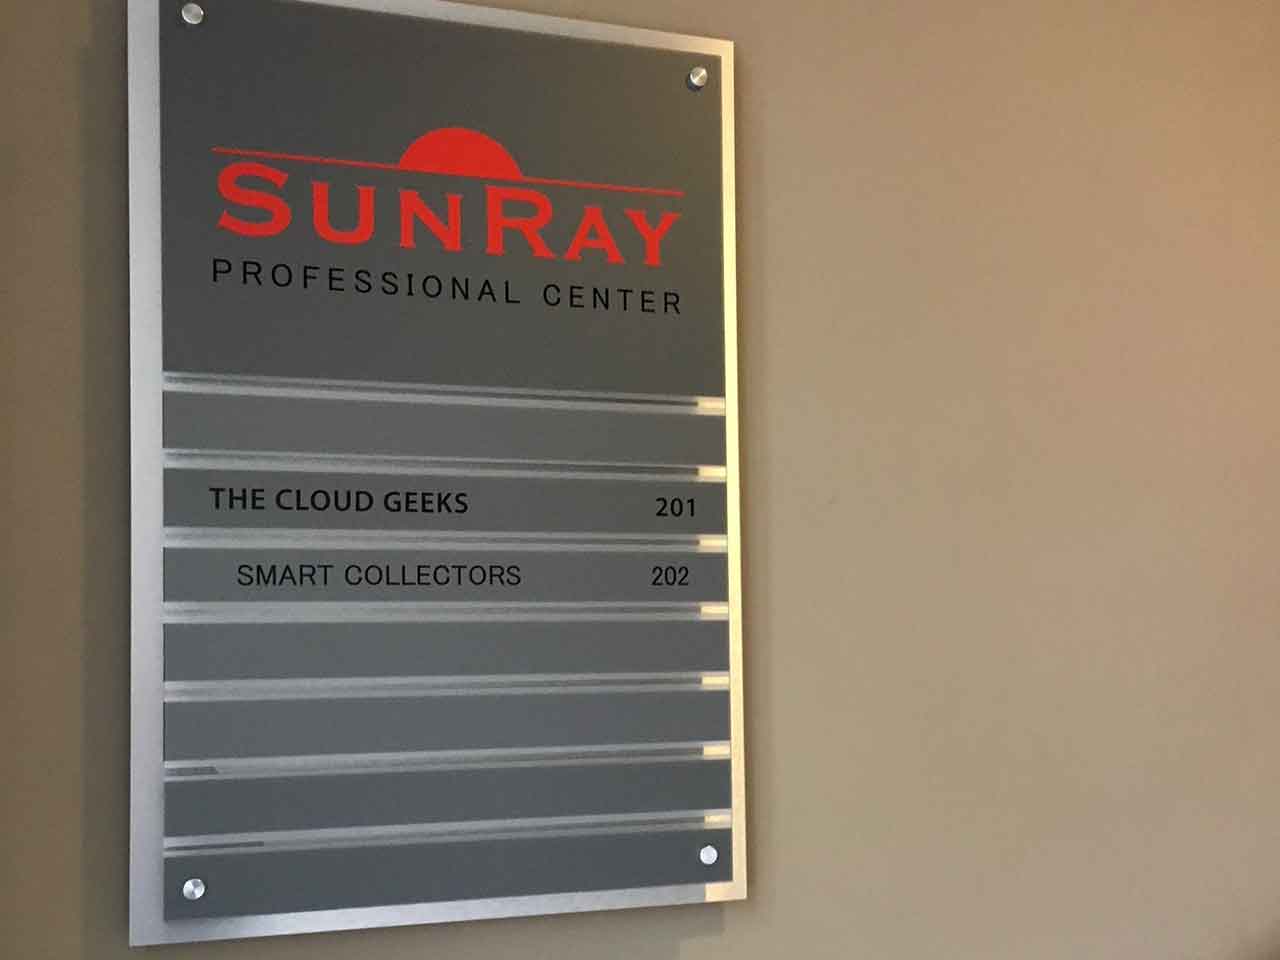 SUNRAY
PROFESSIONAL CENTER
THE CLOUD GEEKS 201
SMART COLLECTORS 202